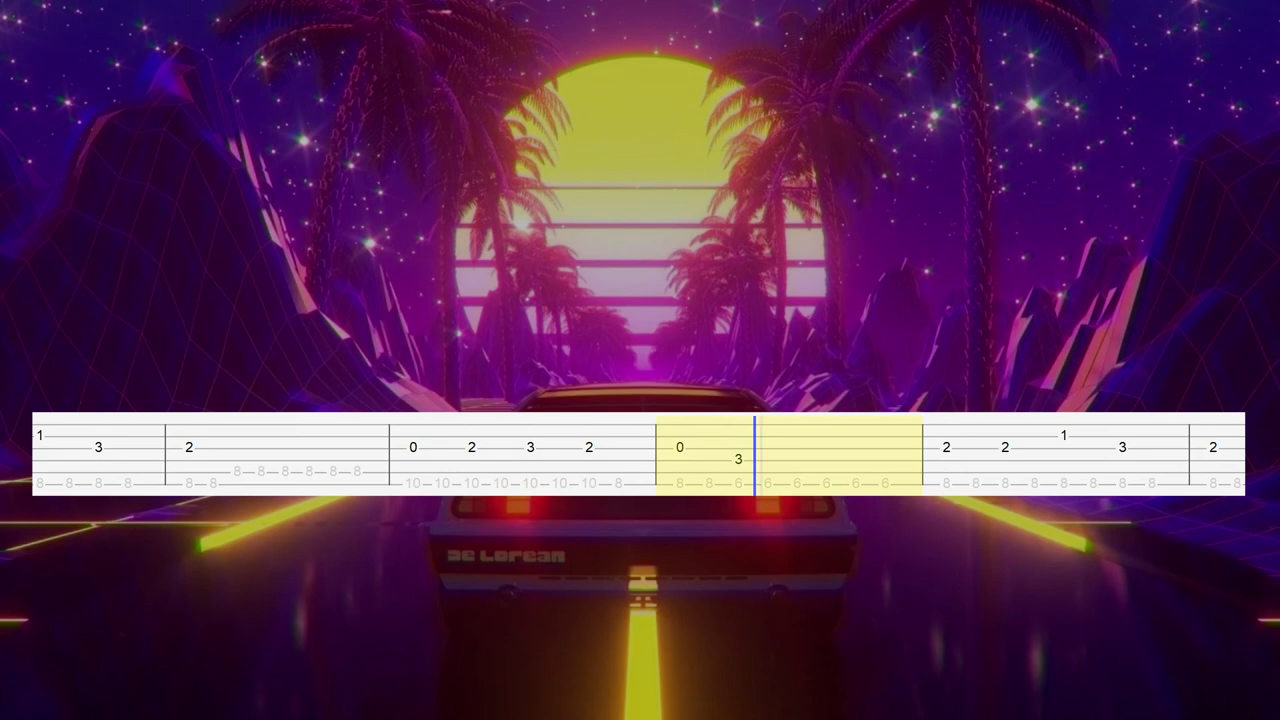 1 1
3 2 0 2 3 2 0 2 2 3 2
3
8 8 8 8 8 8
8 8 8 8 8 8 10 10 10 10 10 10 10 8 8 8 6 6 6 6 6 6 8 8 8 8 8 8 8 8 8 8
DE LOREAN